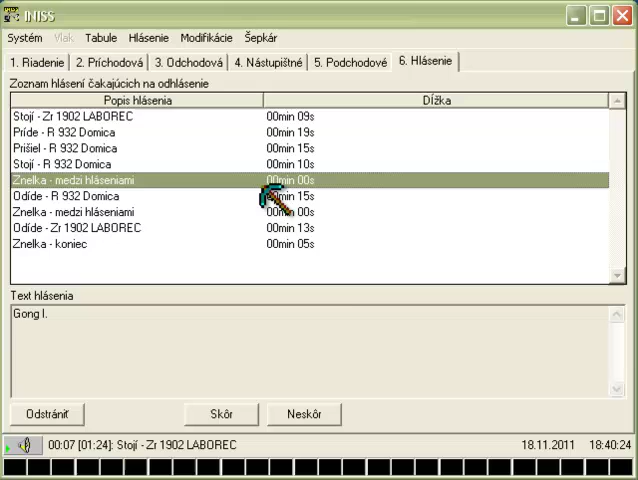 INISS
Systém Vlak Tabule Hlásenie Modifikácie Šepkár
1. Riadenie 2. Príchodová 3. Odchodová 4. Nástupištné 5. Podchodové 6. Hlásenie
Zoznam hlásení čakajúcich na odhlásenie
Popis hlásenia Dĺžka
Stojí - Zr 1902 LABOREC 00min 09s
Príde - R 932 Domica 00min 19s
Prišiel - R 932 Domica 00min 15s
Stojí - R 932 Domica 00min 10s
Znelka - medzi hláseniami 00min 00s
Odíde - R 932 Domica 00min 15s
Znelka - medzi hláseniami 00min 00s
Odíde - Zr 1902 LABOREC 00min 13s
Znelka - koniec 00min 05s
Text hlásenia
Gong I.
Odstrániť Skôr Neskôr
00:07 [01:24]: Stojí - Zr 1902 LABOREC 18.11.2011 18:40:24